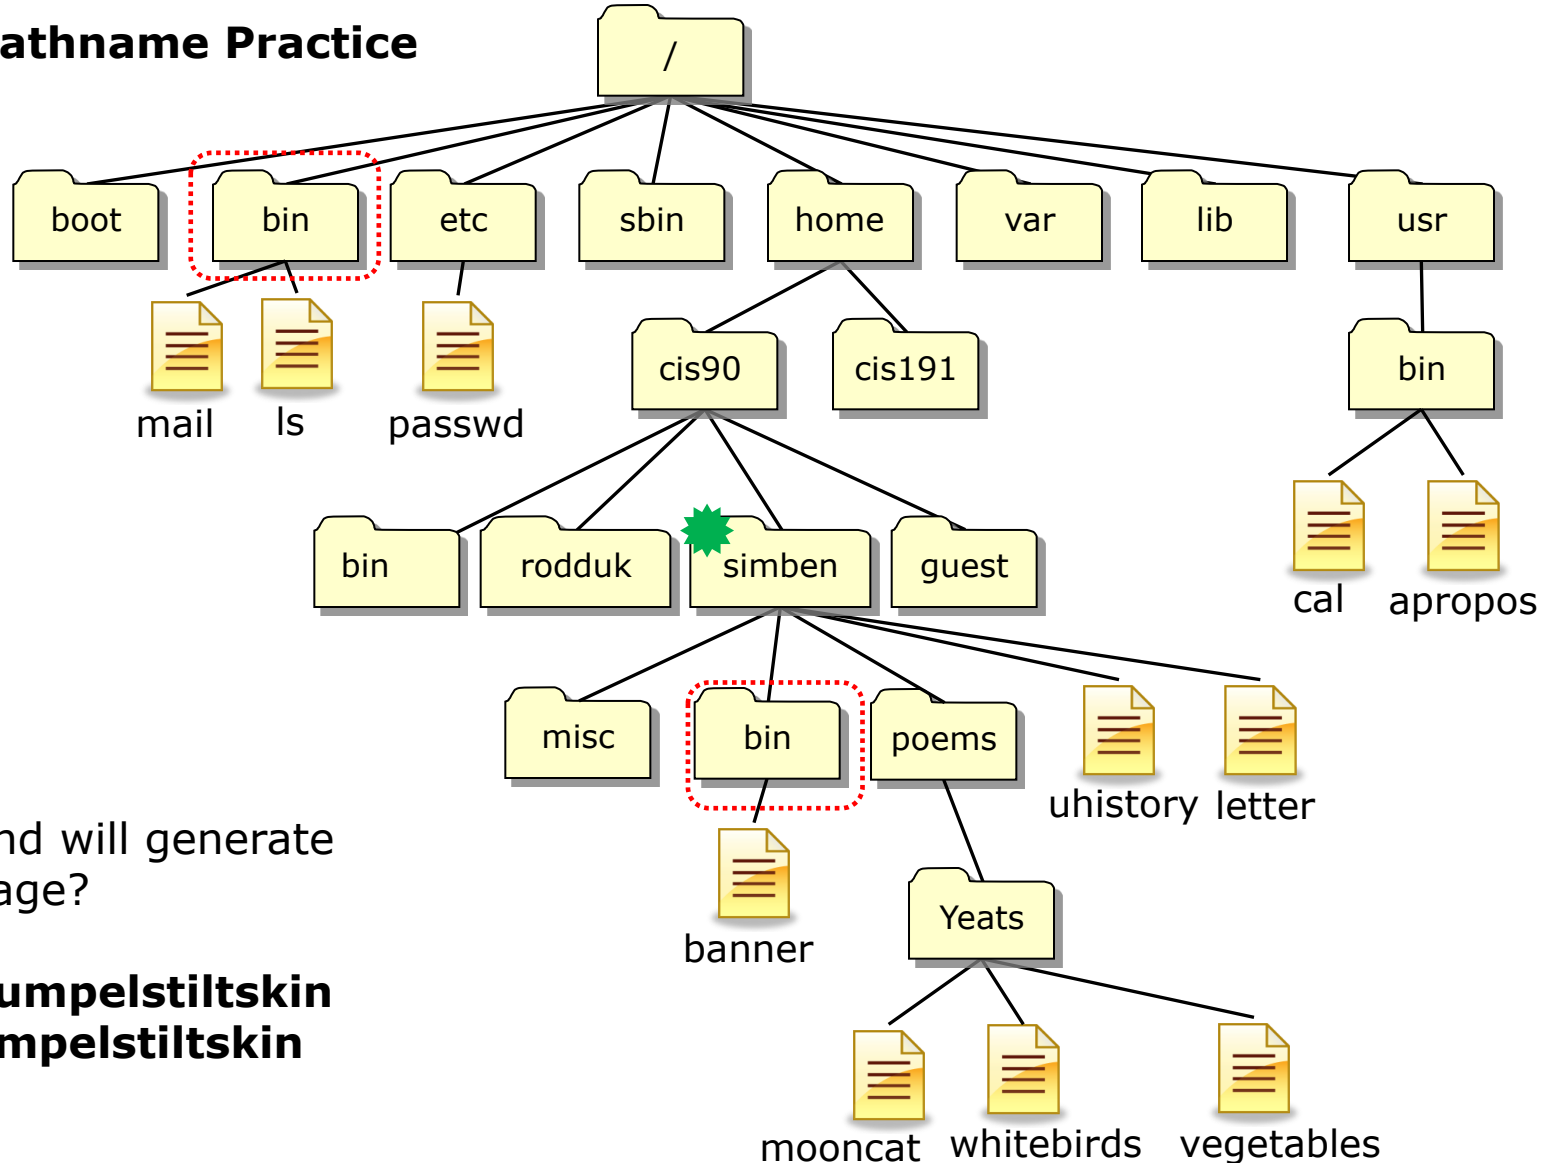 athname Practice
/
boot bin etc sbin home var lib usr
mail ls passwd
cis90 cis191 bin
bin rodduk simben guest
cal apropos
misc bin poems
uhistory letter
nd will generate
age?
banner
Yeats
umpelstiltskin
mpelstiltskin
mooncat whitebirds vegetables